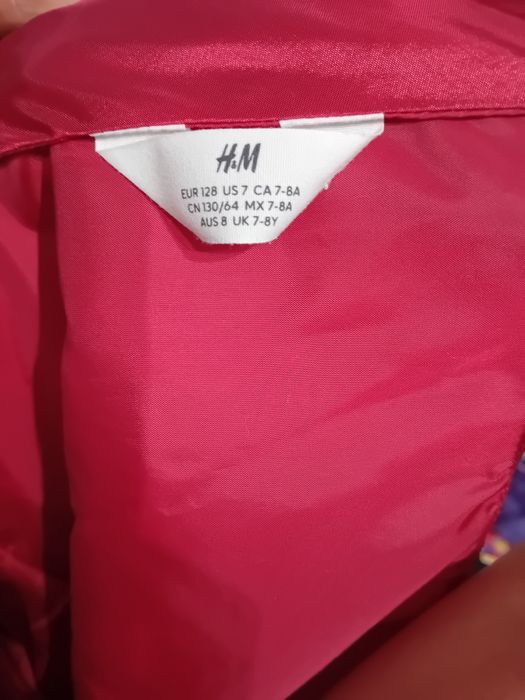 H&M
EUR 128 US 7 CA 7-8A
CN 130/64 MX 7-8A
AUS 8 UK 7-8Y